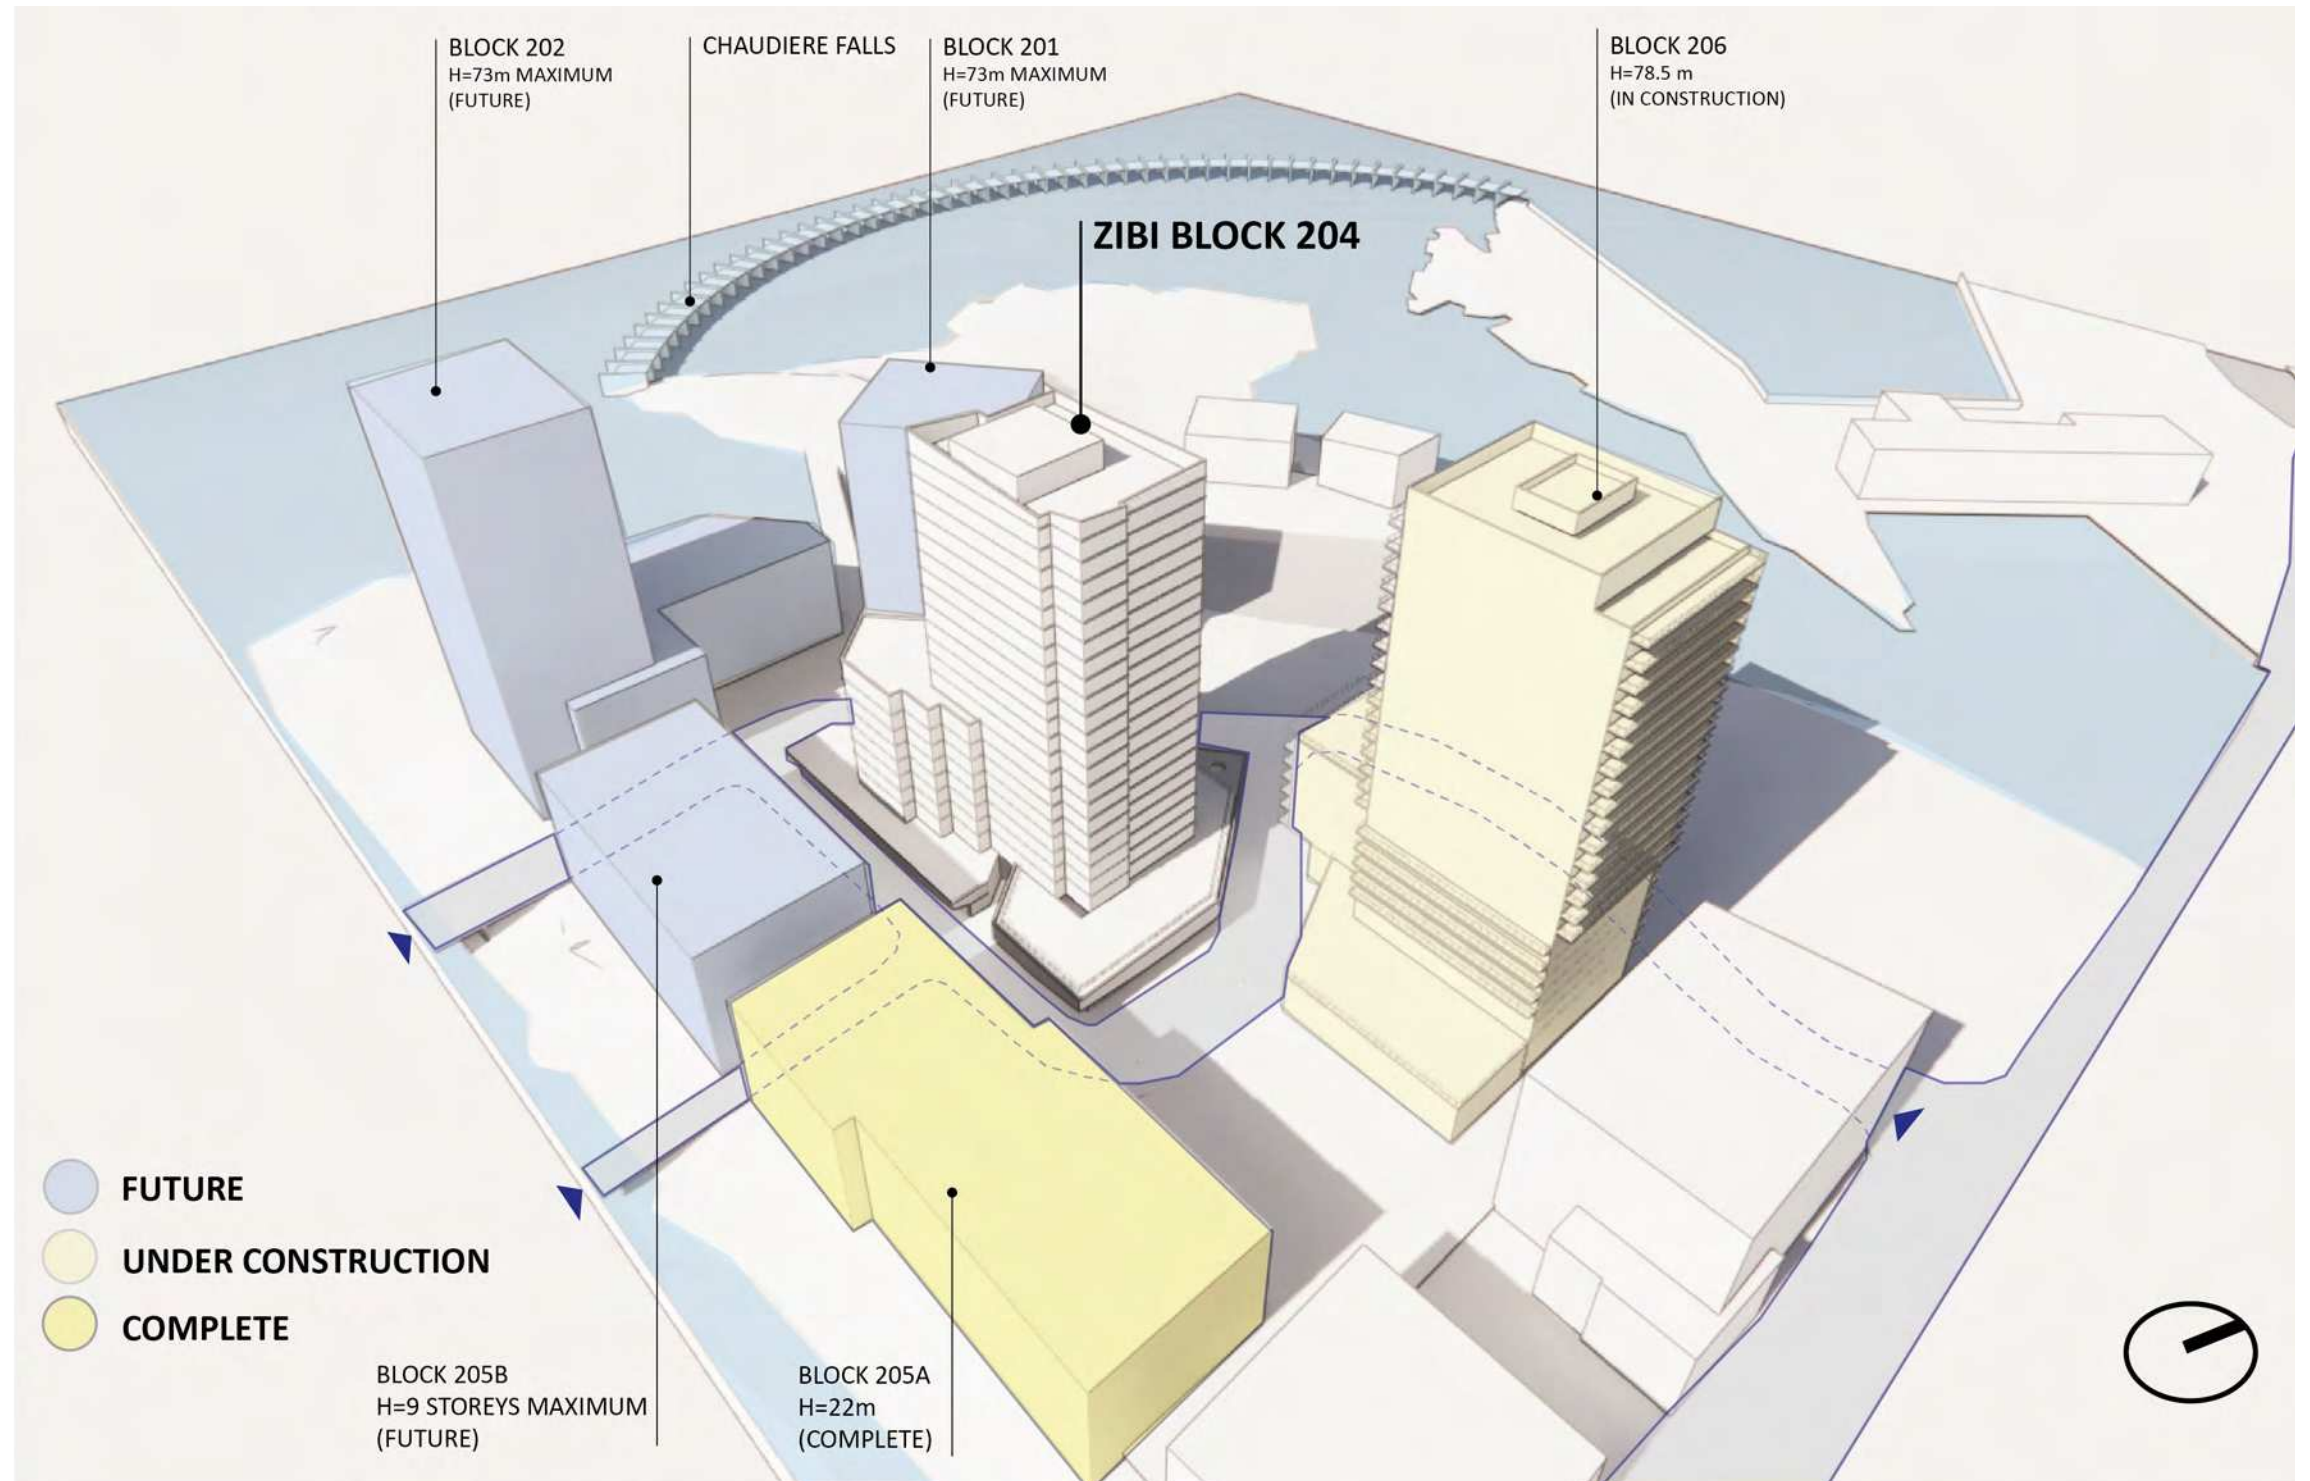 BLOCK 202
H=73m MAXIMUM
(FUTURE)
CHAUDIERE FALLS
BLOCK 201
H=73m MAXIMUM
(FUTURE)
BLOCK 206
H=78.5 m
(IN CONSTRUCTION)
ZIBI BLOCK 204
FUTURE
UNDER CONSTRUCTION
COMPLETE
BLOCK 205B
H=9 STOREYS MAXIMUM
(FUTURE)
BLOCK 205A
H=22m
(COMPLETE)